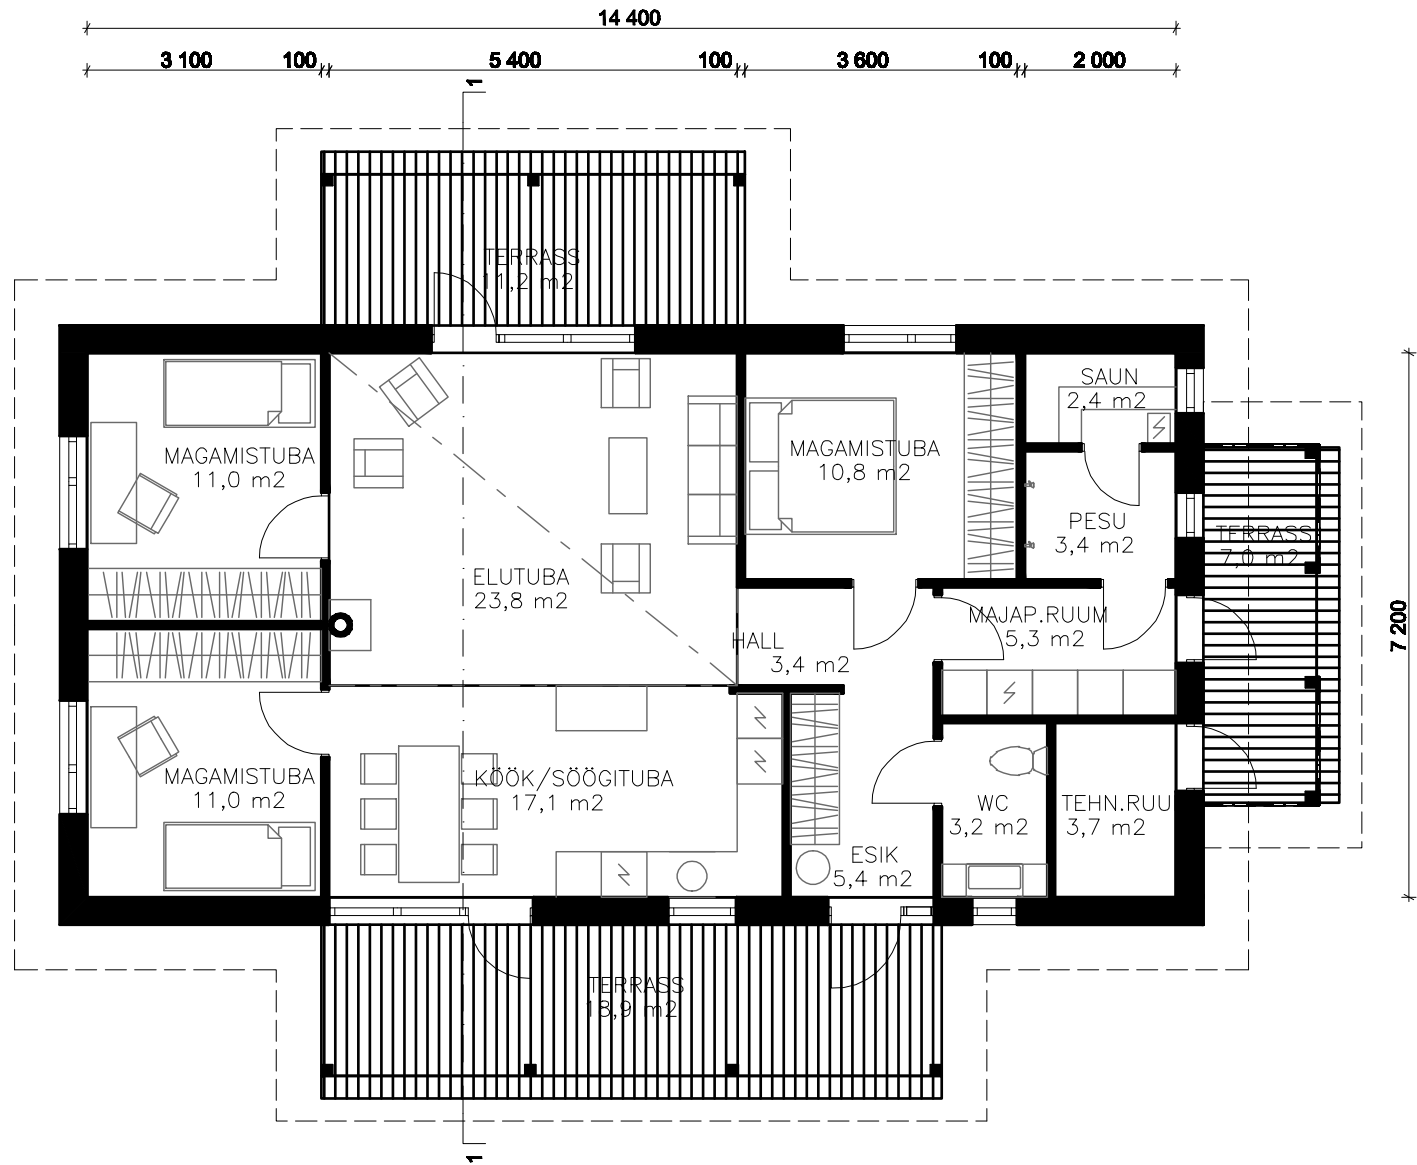 14 400
3 100 100 5 400 100 3 600 100 2 000
1
TERRASS
11,2 m2
SAUN
2,4 m2
MAGAMISTUBA
11,0 m2
MAGAMISTUBA
10,8 m2
PESU
3,4 m2
TERRASS
7,0 m2
ELUTUBA
23,8 m2
HALL
3,4 m2
MAJAP.RUUM
5,3 m2
7 200
MAGAMISTUBA
11,0 m2
KÖÖK/SÖÖGITUBA
17,1 m2
WC
3,2 m2
TEHN.RUU
3,7 m2
ESIK
5,4 m2
TERRASS
18,9 m2
1